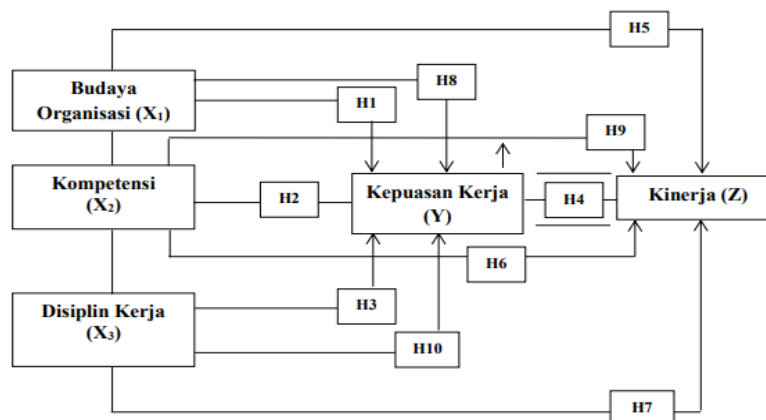 H5
Budaya
Organisasi (X₁)
H8
H1
H9
Kompetensi
(X₂)
H2
Kepuasan Kerja
(Y)
H4
Kinerja (Z)
H6
Disiplin Kerja
(X₃)
H3
H10
H7